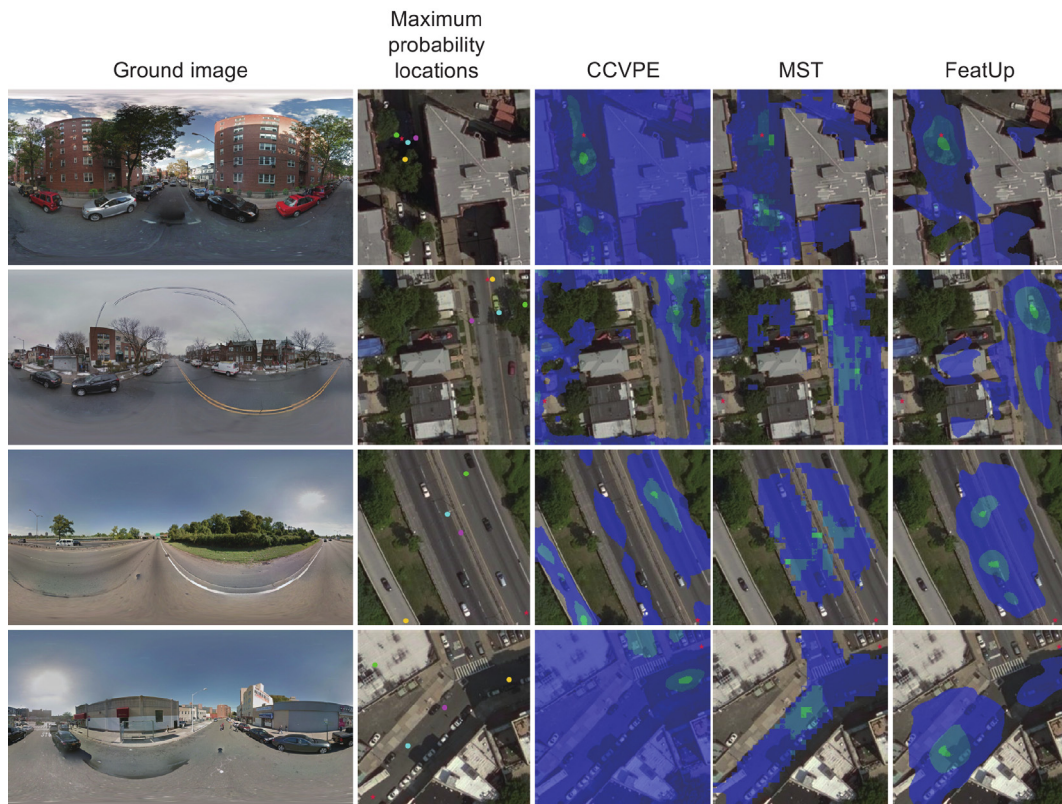 Ground image
Maximum
probability
locations
CCVPE
MST
FeatUp